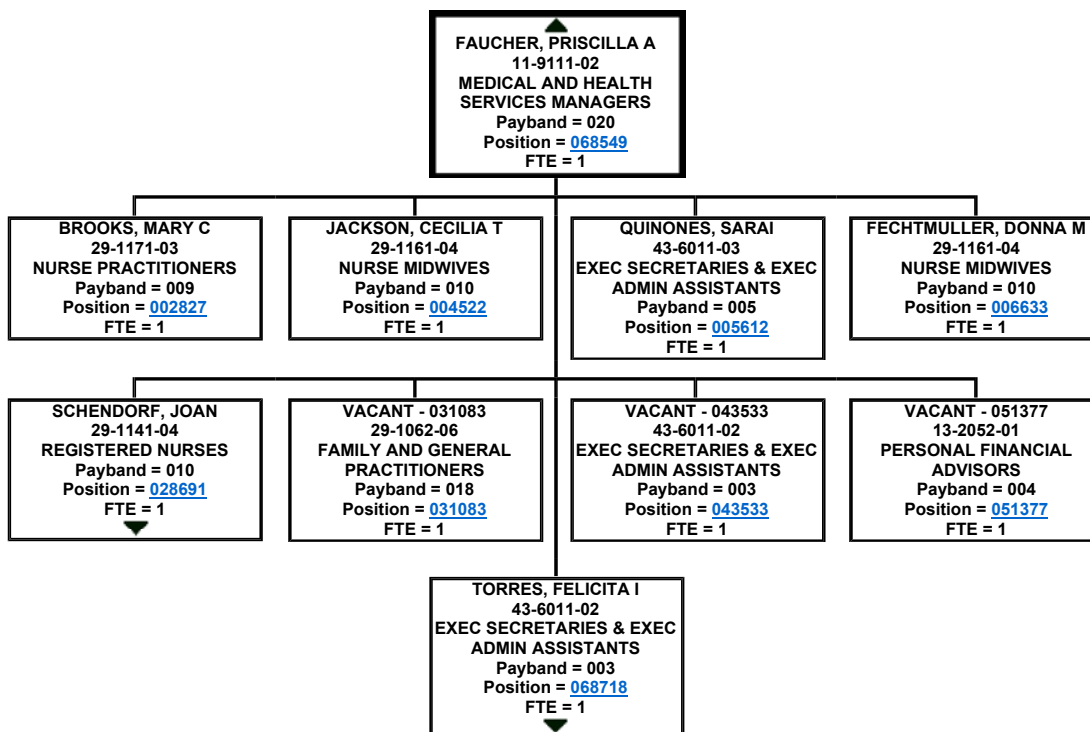 FAUCHER, PRISCILLA A
11-9111-02
MEDICAL AND HEALTH
SERVICES MANAGERS
Payband = 020
Position = 068549
FTE = 1
BROOKS, MARY C
29-1171-03
NURSE PRACTITIONERS
Payband = 009
Position = 002827
FTE = 1
JACKSON, CECILIA T
29-1161-04
NURSE MIDWIVES
Payband = 010
Position = 004522
FTE = 1
QUINONES, SARAI
43-6011-03
EXEC SECRETARIES & EXEC
ADMIN ASSISTANTS
Payband = 005
Position = 005612
FTE = 1
FECHTMULLER, DONNA M
29-1161-04
NURSE MIDWIVES
Payband = 010
Position = 006633
FTE = 1
SCHENDORF, JOAN
29-1141-04
REGISTERED NURSES
Payband = 010
Position = 028691
FTE = 1
VACANT - 031083
29-1062-06
FAMILY AND GENERAL
PRACTITIONERS
Payband = 018
Position = 031083
FTE = 1
VACANT - 043533
43-6011-02
EXEC SECRETARIES & EXEC
ADMIN ASSISTANTS
Payband = 003
Position = 043533
FTE = 1
VACANT - 051377
13-2052-01
PERSONAL FINANCIAL
ADVISORS
Payband = 004
Position = 051377
FTE = 1
TORRES, FELICITA I
43-6011-02
EXEC SECRETARIES & EXEC
ADMIN ASSISTANTS
Payband = 003
Position = 068718
FTE = 1